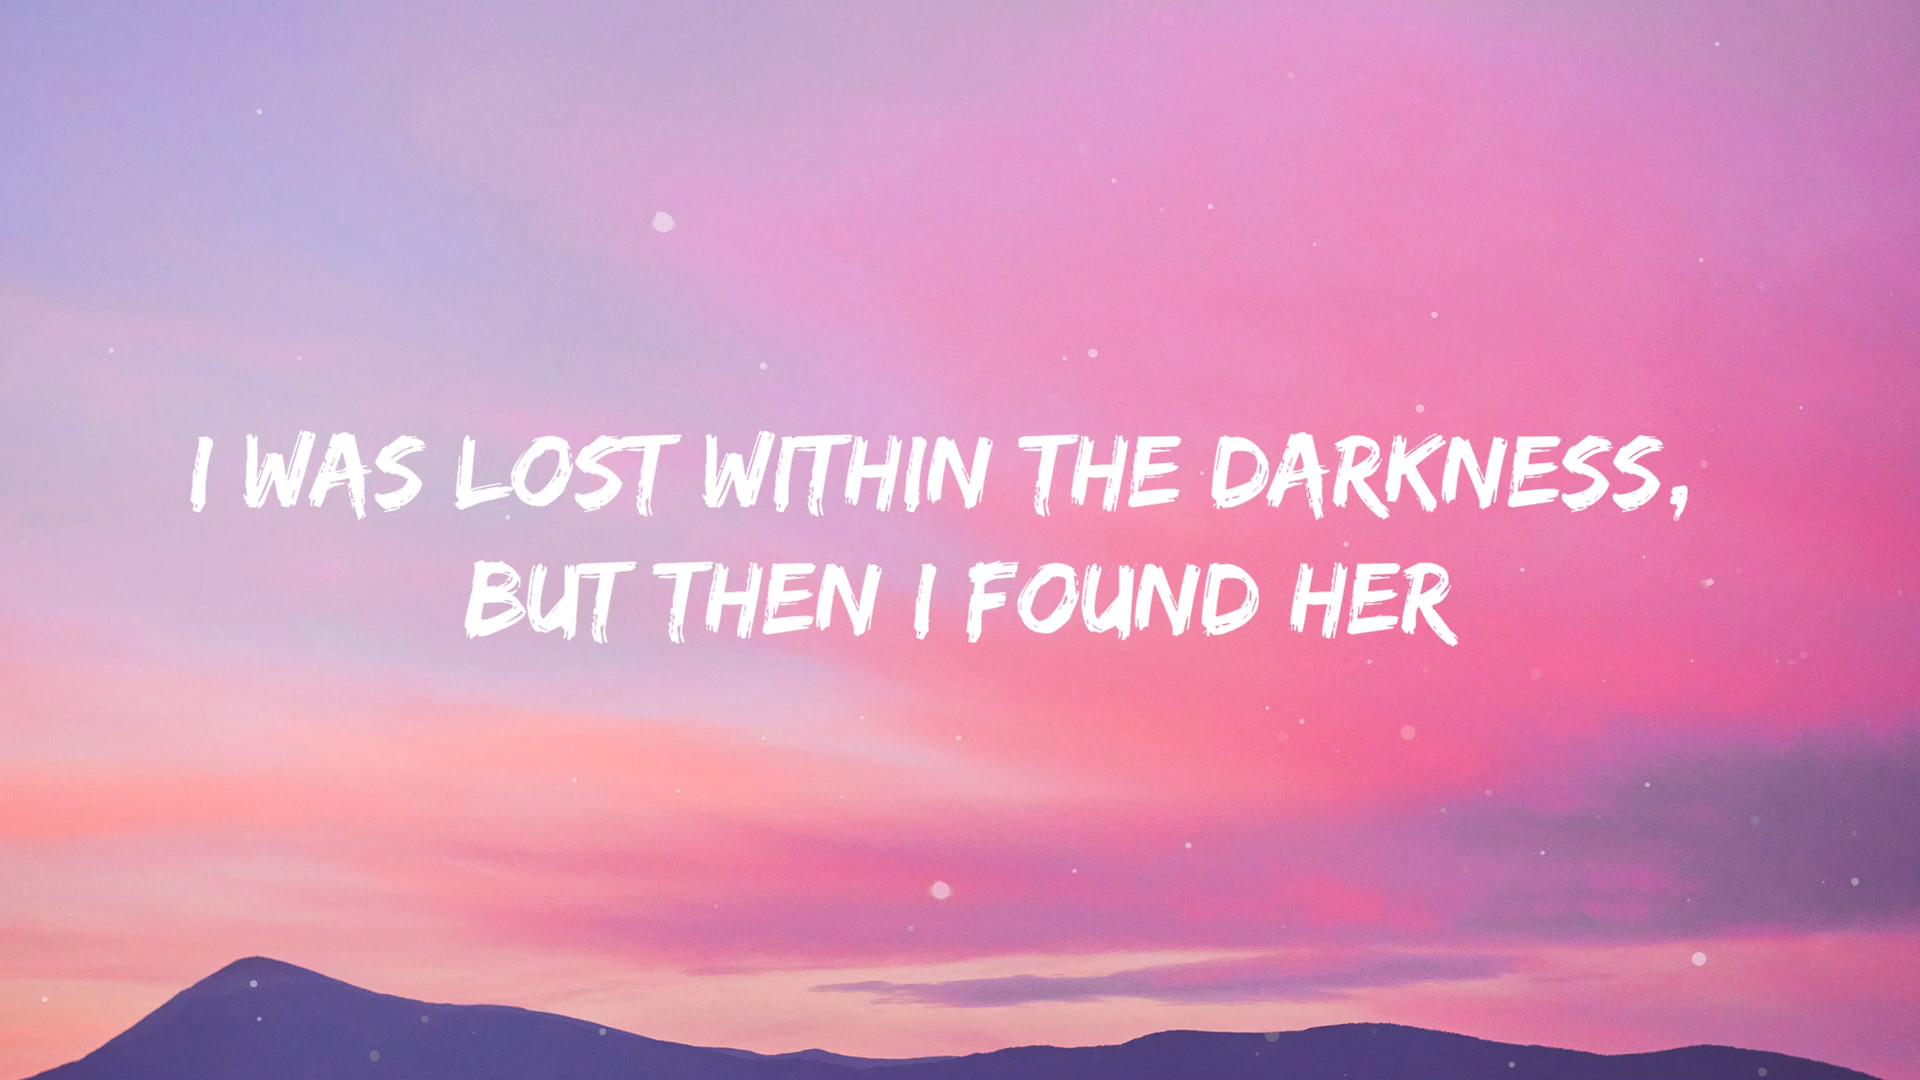 I WAS LOST WITHIN THE DARKNESS,
BUT THEN I FOUND HER